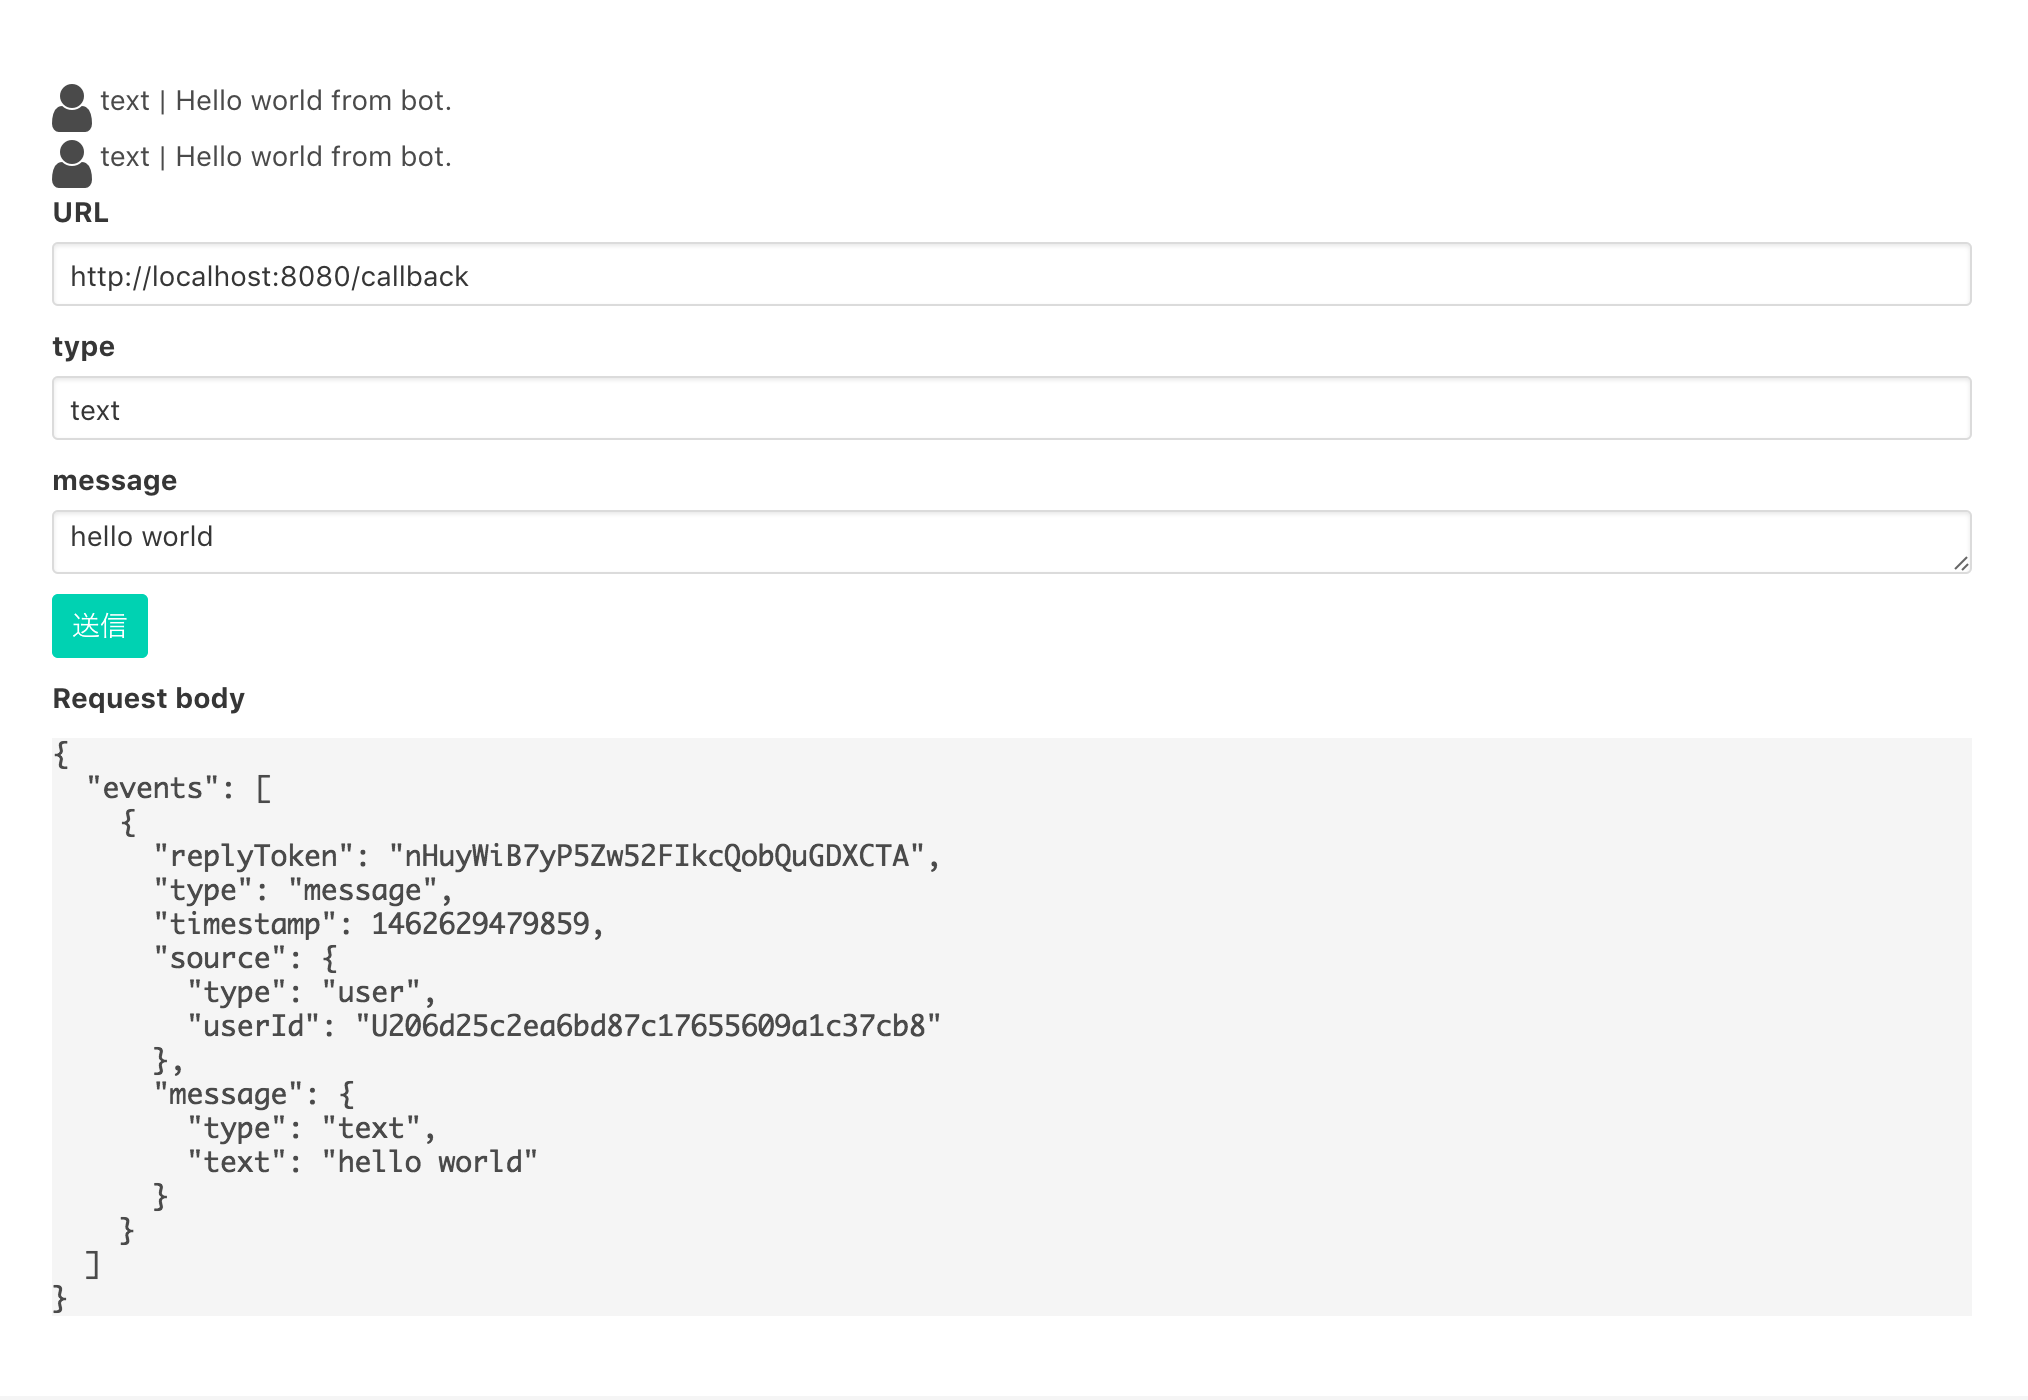 text | Hello world from bot.
text | Hello world from bot.
URL
http://localhost:8080/callback
type
text
message
hello world
送信
Request body
{
  "events": [
    {
      "replyToken": "nHuyWiB7yP5Zw52FIkcQobQuGDXCTA",
      "type": "message",
      "timestamp": 1462629479859,
      "source": {
        "type": "user",
        "userId": "U206d25c2ea6bd87c17655609a1c37cb8"
      },
      "message": {
        "type": "text",
        "text": "hello world"
      }
    }
  ]
}